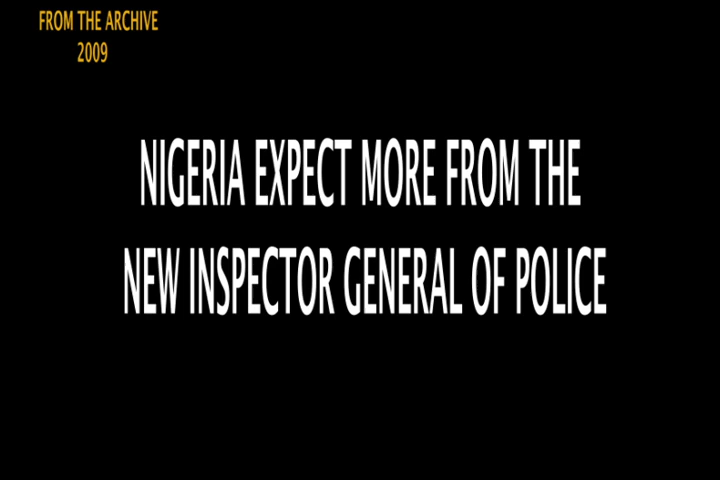 FROM THE ARCHIVE
2009
NIGERIA EXPECT MORE FROM THE
NEW INSPECTOR GENERAL OF POLICE